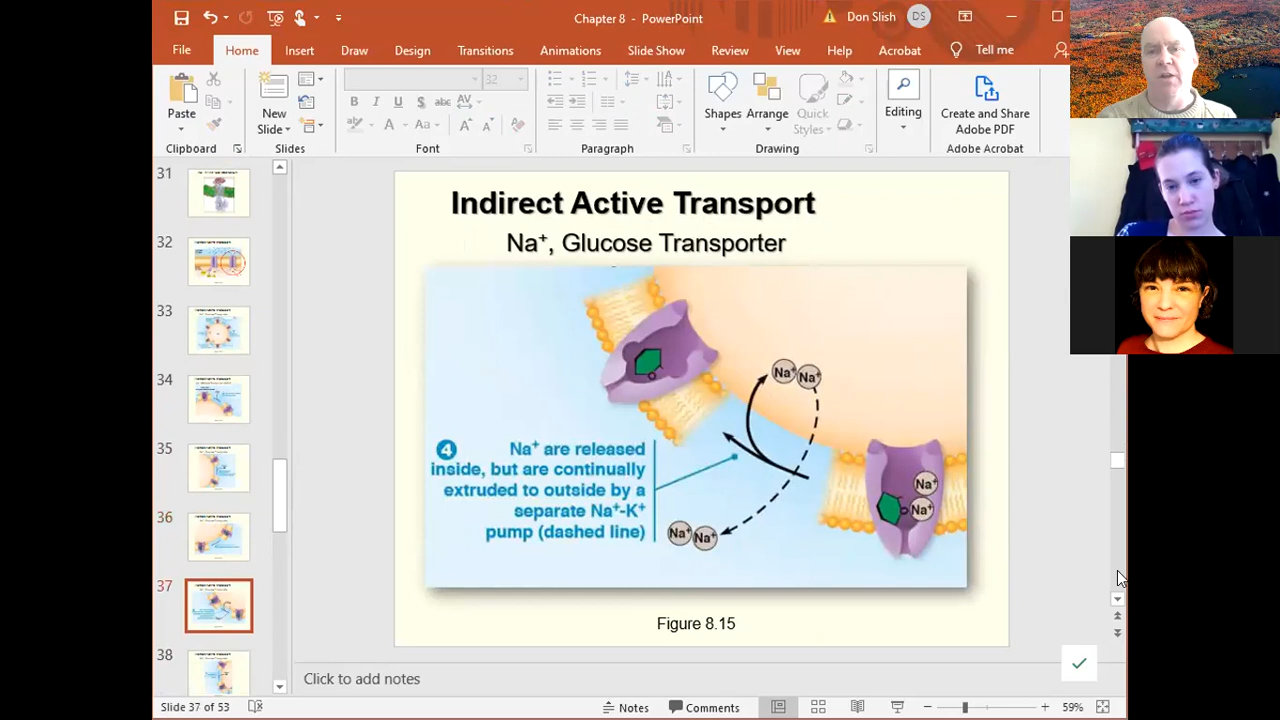 Chapter 8 - PowerPoint
Don Slish
DS
File
Home
Insert
Draw
Design
Transitions
Animations
Slide Show
Review
View
Help
Acrobat
Tell me
Paste
New
Slide
32
B
I
U
S
abc
AV
A
Aa
A
A
A
Shapes
Arrange
Quick
Styles
Editing
Create and Share
Adobe PDF
Clipboard
Slides
Font
Paragraph
Drawing
Adobe Acrobat
31
32
33
34
35
36
37
38
Indirect Active Transport
Na⁺, Glucose Transporter
Na⁺ Na⁺
4 Na⁺ are released
inside, but are continually
extruded to outside by a
separate Na⁺-K⁺
pump (dashed line)
Na⁺
Na⁺
Na⁺ Na⁺
Figure 8.15
Click to add notes
Slide 37 of 53
Notes
Comments
59%